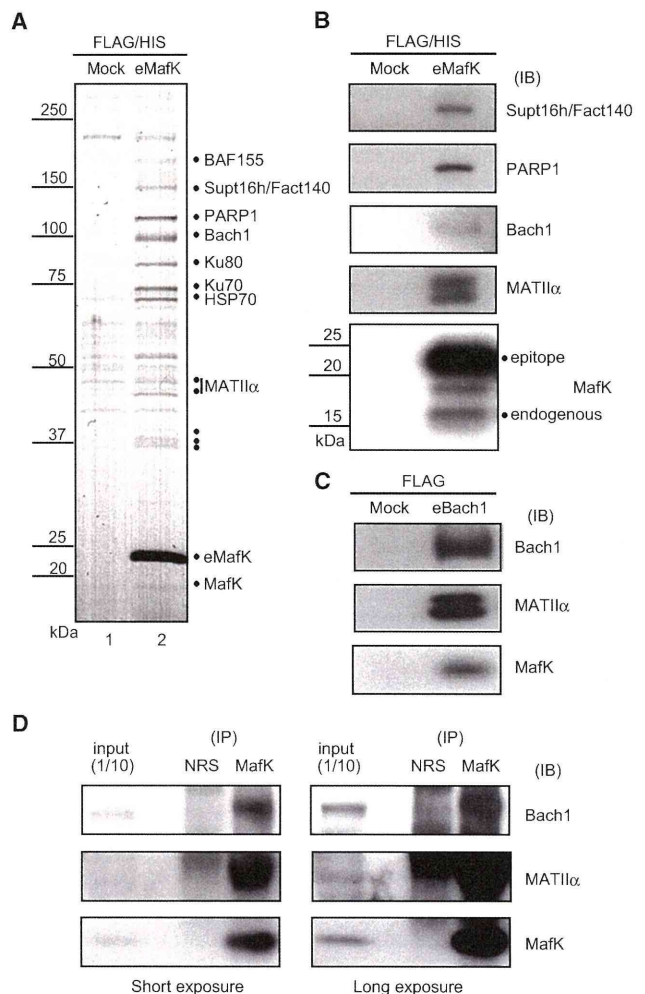 A
FLAG/HIS
Mock eMafK
250
150
100
75
50
37
25
20
kDa
1 2
• BAF155
• Supt16h/Fact140
• PARP1
• Bach1
• Ku80
• Ku70
• HSP70
MATIIα
• eMafK
• MafK
B
FLAG/HIS
Mock eMafK
(IB)
Supt16h/Fact140
PARP1
Bach1
MATIIα
25
20
15
kDa
•epitope
MafK
•endogenous
C
FLAG
Mock eBach1
(IB)
Bach1
MATIIα
MafK
D
input
(1/10)
(IP)
NRS MafK
input
(1/10)
(IP)
NRS MafK
(IB)
Bach1
MATIIα
MafK
Short exposure
Long exposure